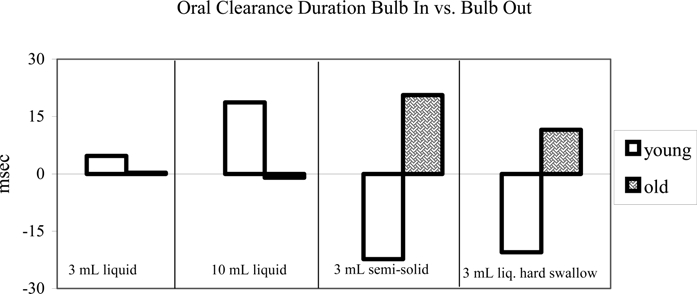 Oral Clearance Duration Bulb In vs. Bulb Out
30
15
0
-15
-30
msec
3 mL liquid
10 mL liquid
3 mL semi-solid
3 mL liq. hard swallow
young
old